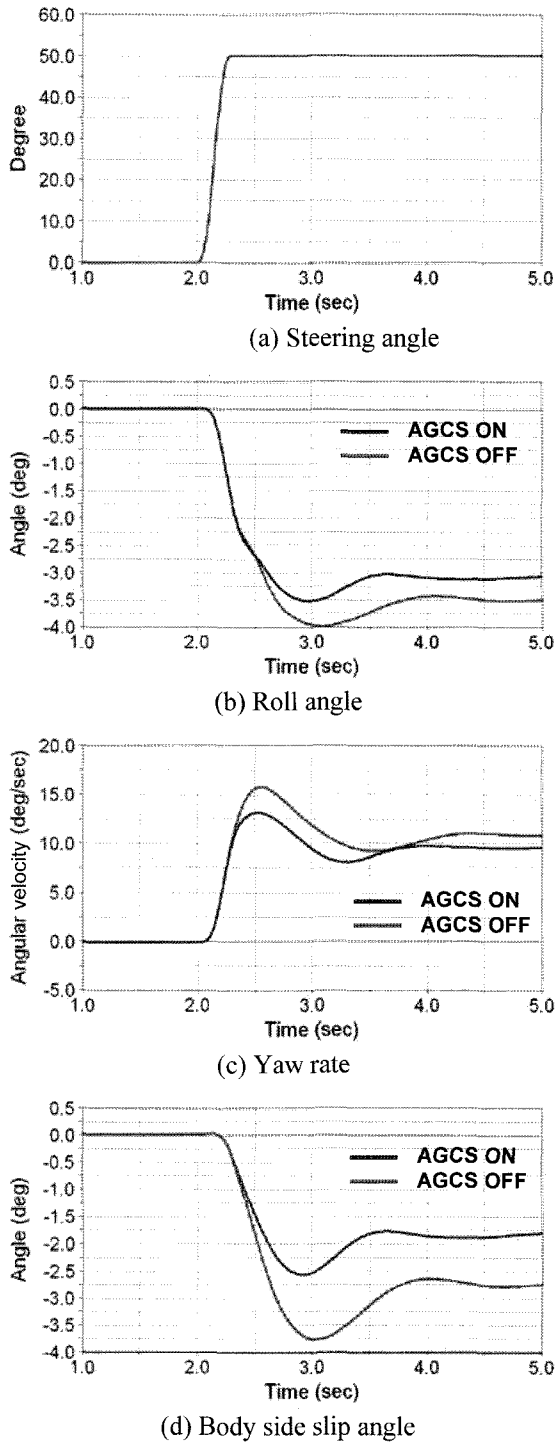 60.0
50.0
40.0
30.0
20.0
10.0
0.0
Degree
1.0 2.0 3.0 4.0 5.0
Time (sec)
(a) Steering angle
0.5
0.0
-0.5
-1.0
-1.5
-2.0
-2.5
-3.0
-3.5
-4.0
Angle (deg)
AGCS ON
AGCS OFF
1.0 2.0 3.0 4.0 5.0
Time (sec)
(b) Roll angle
20.0
15.0
10.0
5.0
0.0
-5.0
Angular velocity (deg/sec)
AGCS ON
AGCS OFF
1.0 2.0 3.0 4.0 5.0
Time (sec)
(c) Yaw rate
0.5
0.0
-0.5
-1.0
-1.5
-2.0
-2.5
-3.0
-3.5
-4.0
Angle (deg)
AGCS ON
AGCS OFF
1.0 2.0 3.0 4.0 5.0
Time (sec)
(d) Body side slip angle